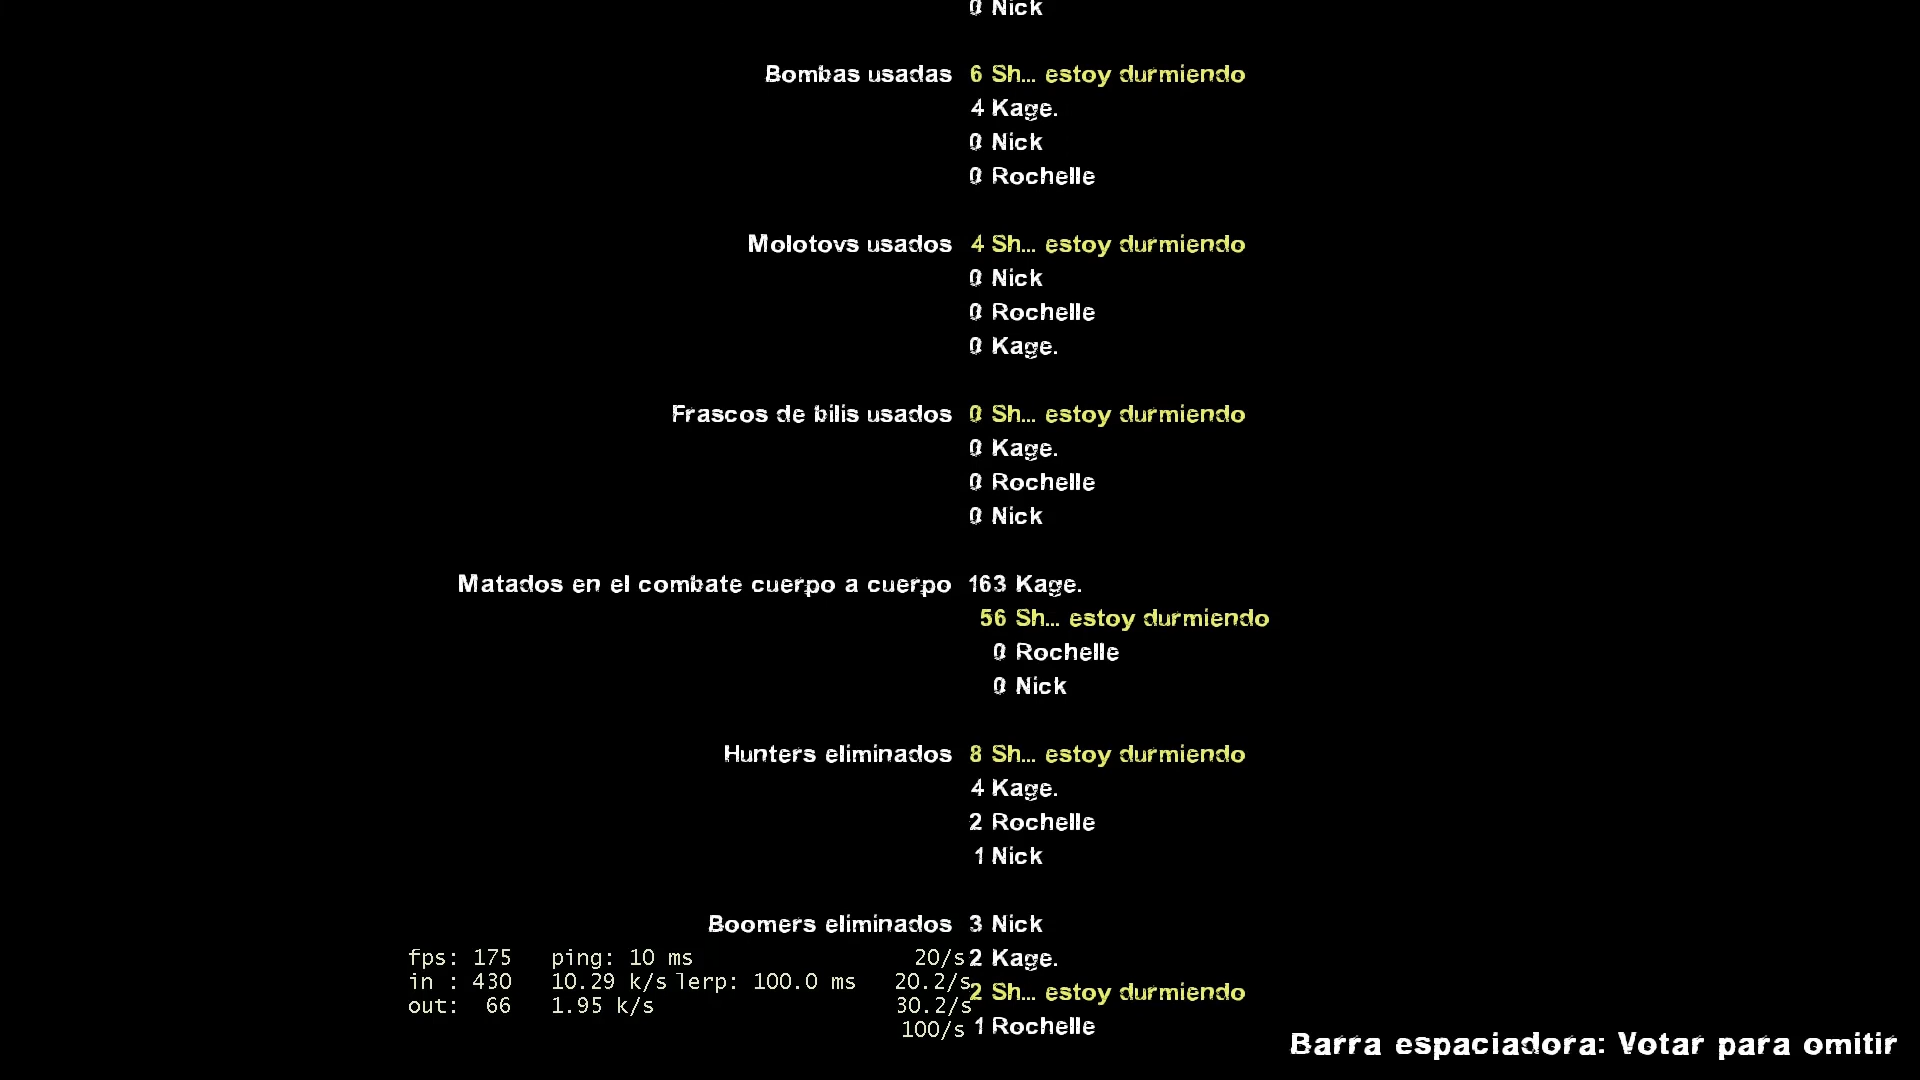 0 Nick
Bombas usadas 6 Sh... estoy durmiendo
4 Kage.
0 Nick
0 Rochelle
Molotovs usados 4 Sh... estoy durmiendo
0 Nick
0 Rochelle
0 Kage.
Frascos de bilis usados 0 Sh... estoy durmiendo
0 Kage.
0 Rochelle
0 Nick
Matados en el combate cuerpo a cuerpo 163 Kage.
56 Sh... estoy durmiendo
0 Rochelle
0 Nick
Hunters eliminados 8 Sh... estoy durmiendo
4 Kage.
2 Rochelle
1 Nick
Boomers eliminados 3 Nick
2 Kage.
2 Sh... estoy durmiendo
1 Rochelle
fps: 175 ping: 10 ms 20/s
in : 430 10.29 k/s lerp: 100.0 ms 20.2/s
out: 66 1.95 k/s 30.2/s
100/s
Barra espaciadora: Votar para omitir